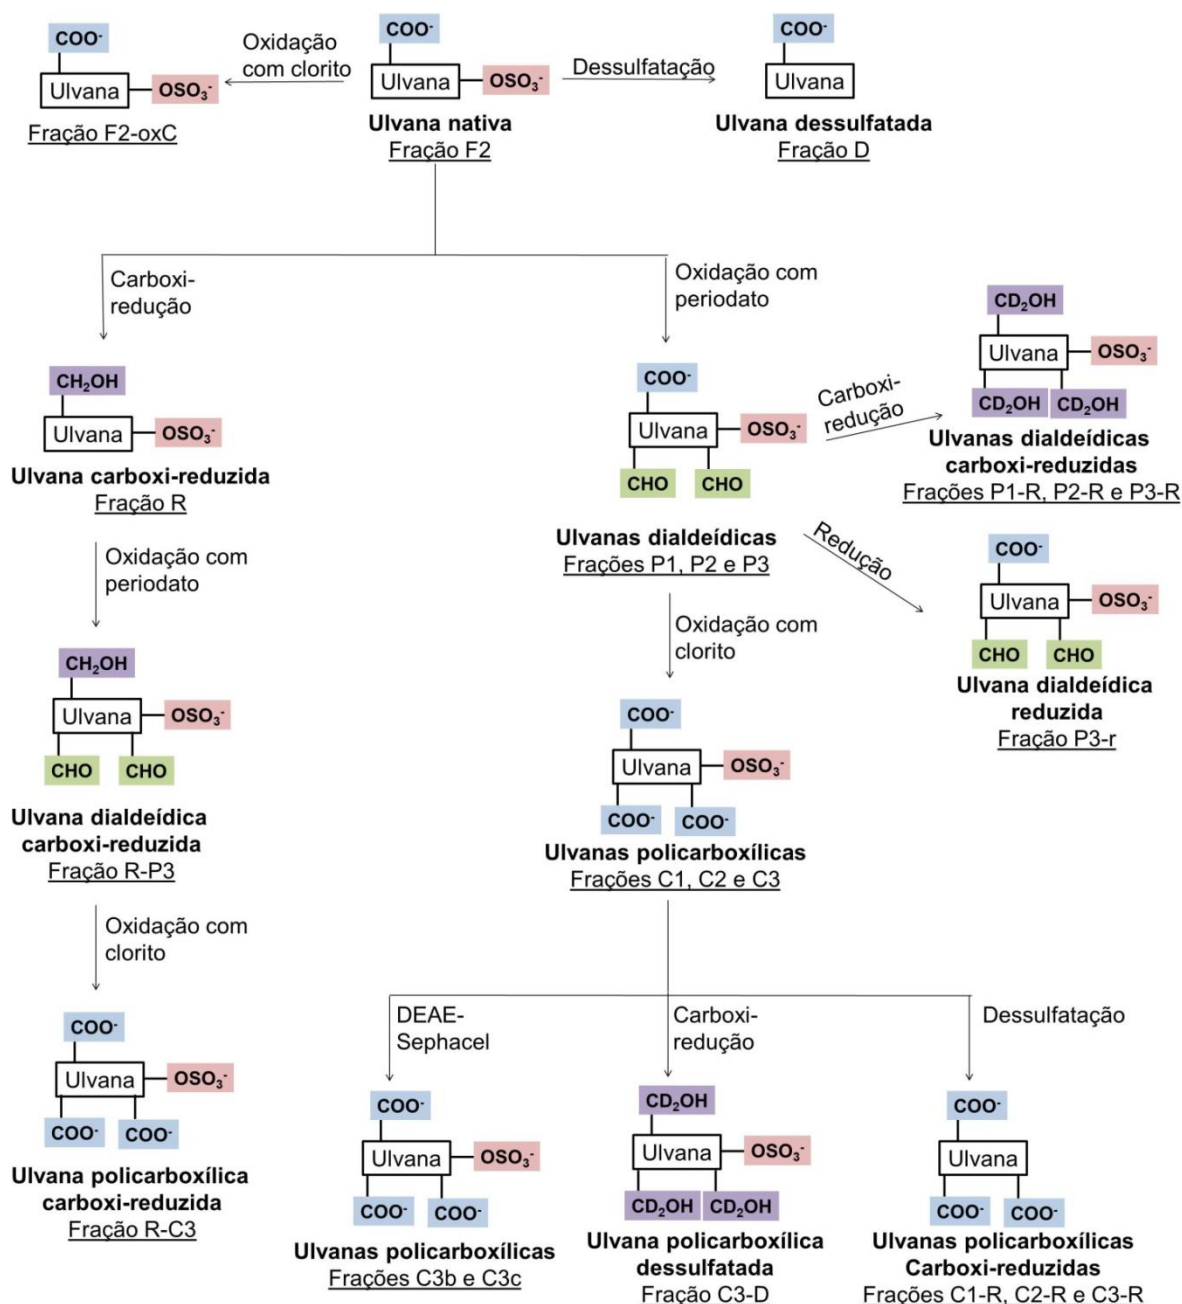 COO-
Ulvana
OSO3-
Fração F2-oxC
Oxidação
com clorito
COO-
Ulvana
OSO3-
Ulvana nativa
Fração F2
Dessulfatação
COO-
Ulvana
Ulvana dessulfatada
Fração D
Carboxi-
redução
Oxidação com
periodato
CH2OH
Ulvana
OSO3-
Ulvana carboxi-reduzida
Fração R
COO-
Ulvana
OSO3-
CHO
CHO
Ulvanas dialdeídicas
Frações P1, P2 e P3
Carboxi-
redução
CD2OH
Ulvana
OSO3-
CD2OH
CD2OH
Ulvanas dialdeídicas
carboxi-reduzidas
Frações P1-R, P2-R e P3-R
Redução
COO-
Ulvana
OSO3-
CHO
CHO
Ulvana dialdeídica
reduzida
Fração P3-r
Oxidação com
periodato
CH2OH
Ulvana
OSO3-
CHO
CHO
Ulvana dialdeídica
carboxi-reduzida
Fração R-P3
Oxidação com
clorito
COO-
Ulvana
OSO3-
COO-
COO-
Ulvanas policarboxílicas
Frações C1, C2 e C3
Oxidação com
clorito
COO-
Ulvana
OSO3-
COO-
COO-
Ulvana policarboxílica
carboxi-reduzida
Fração R-C3
DEAE-
Sephacel
COO-
Ulvana
OSO3-
COO-
COO-
Ulvanas policarboxílicas
Frações C3b e C3c
Carboxi-
redução
CD2OH
Ulvana
OSO3-
CD2OH
CD2OH
Ulvana policarboxílica
dessulfatada
Fração C3-D
Dessulfatação
COO-
Ulvana
COO-
COO-
Ulvanas policarboxílicas
Carboxi-reduzidas
Frações C1-R, C2-R e C3-R